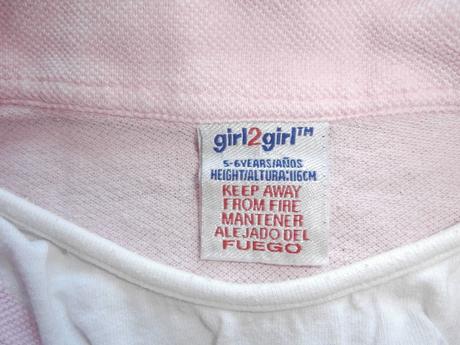 girl2girl™
5-6YEARS/AÑOS
HEIGHT/ALTURA:116CM
KEEP AWAY
FROM FIRE
MANTENER
ALEJADO DEL
FUEGO